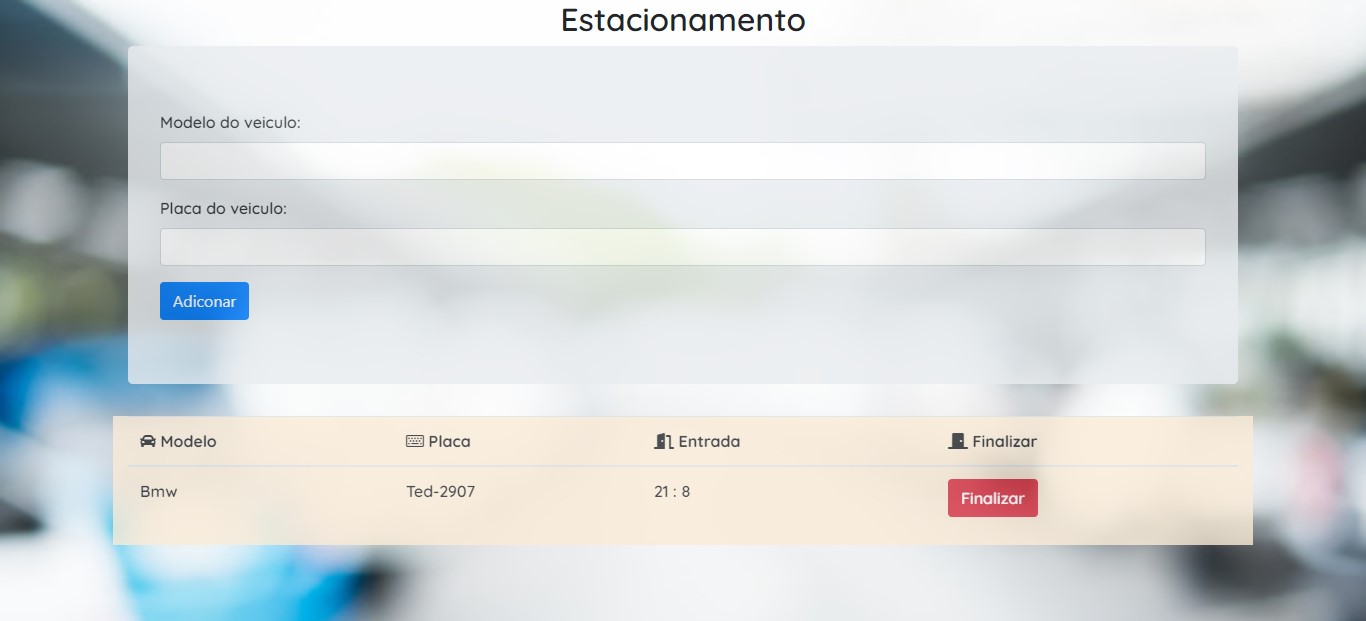 Estacionamento
Modelo do veiculo:
Placa do veiculo:
Adiconar
Modelo Placa Entrada Finalizar
Bmw Ted-2907 21 : 8 Finalizar